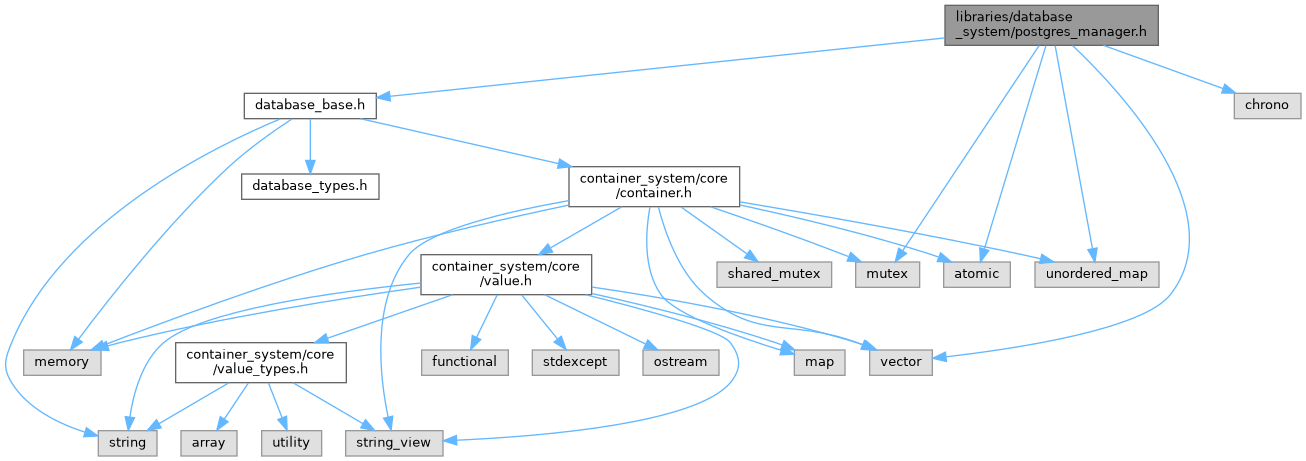 libraries/database
_system/postgres_manager.h
database_base.h
chrono
database_types.h
container_system/core
/container.h
container_system/core
/value.h
shared_mutex
mutex
atomic
unordered_map
memory
container_system/core
/value_types.h
functional
stdexcept
ostream
map
vector
string
array
utility
string_view